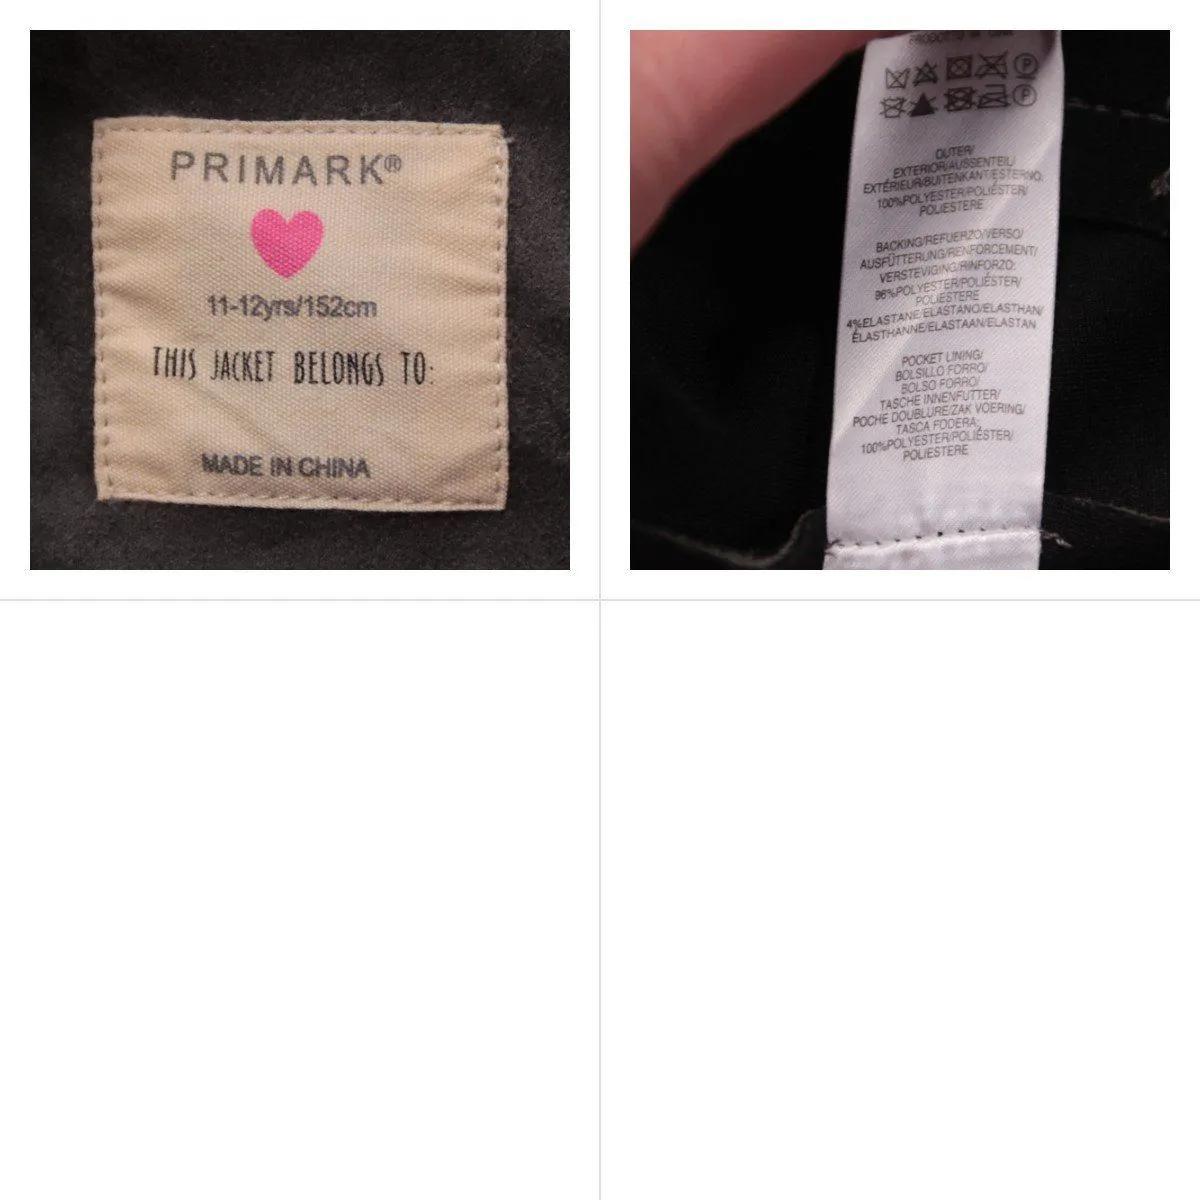 PRIMARK®
11-12yrs/152cm
THIS JACKET BELONGS TO:
MADE IN CHINA
OUTER/
EXTERIOR/AUSSENTEIL/
EXTÉRIEUR/BUITENKANT/ESTERNO:
100%POLYESTER/POLIÉSTER/
POLIESTERE
BACKING/REFUERZO/VERSO/
AUSFÜTTERUNG/RENFORCEMENT/
VERSTEVIGING/RINFORZO:
96%POLYESTER/POLIÉSTER/
POLIESTERE
4%ELASTANE/ELASTANO/ELASTHAN/
ÉLASTHANNE/ELASTAAN/ELASTAN
POCKET LINING/
BOLSILLO FORRO/
BOLSO FORRO/
TASCHE INNENFUTTER/
POCHE DOUBLURE/ZAK VOERING/
TASCA FODERA:
100%POLYESTER/POLIÉSTER/
POLIESTERE